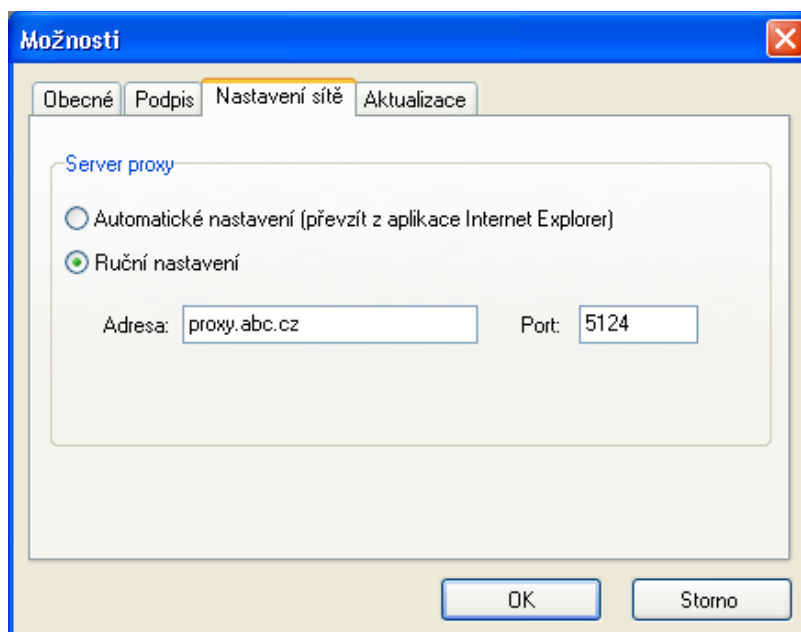 Možnosti
Obecné Podpis Nastavení sítě Aktualizace
Server proxy
Automatické nastavení (převzít z aplikace Internet Explorer)
Ruční nastavení
Adresa: proxy.abc.cz Port: 5124
OK Storno